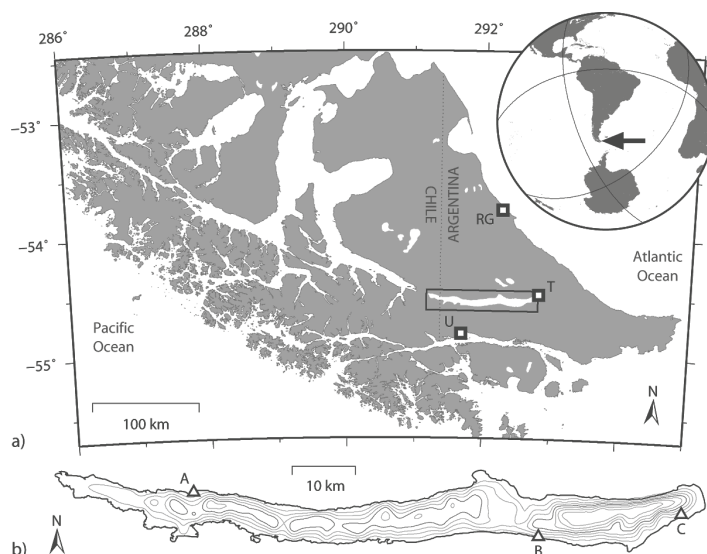 286°
288°
290°
292°
−53°
−54°
−55°
CHILE
ARGENTINA
RG
T
U
Atlantic
Ocean
Pacific
Ocean
100 km
N
a)
10 km
A
B
C
N
b)